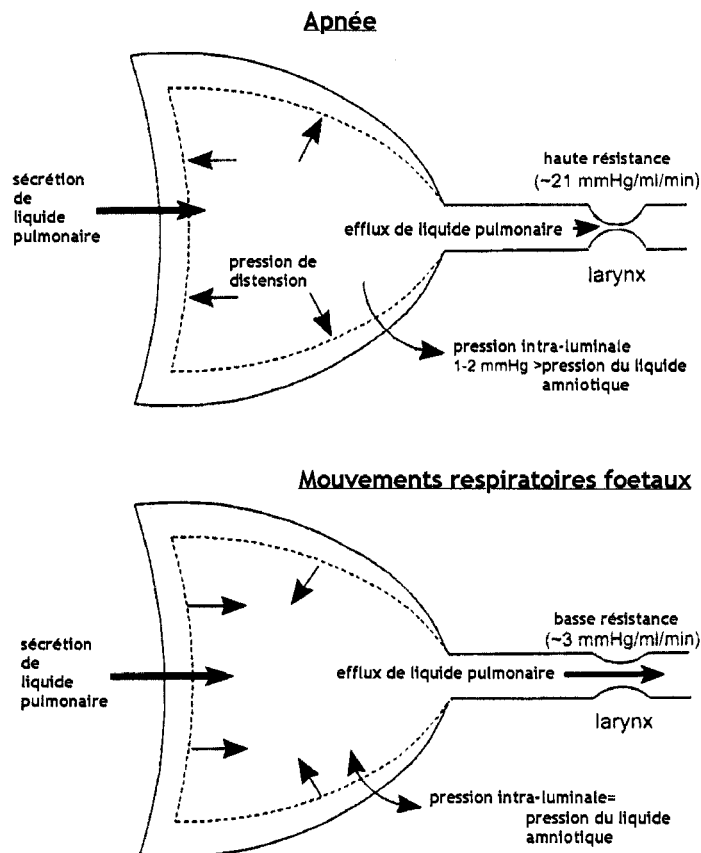 Apnée
haute résistance
(~21 mmHg/ml/min)
sécrétion
de
liquide
pulmonaire
efflux de liquide pulmonaire
larynx
pression de
distension
pression intra-luminale
1-2 mmHg >pression du liquide
amniotique
Mouvements respiratoires foetaux
basse résistance
(~3 mmHg/ml/min)
sécrétion
de
liquide
pulmonaire
efflux de liquide pulmonaire
larynx
pression intra-luminale=
pression du liquide
amniotique